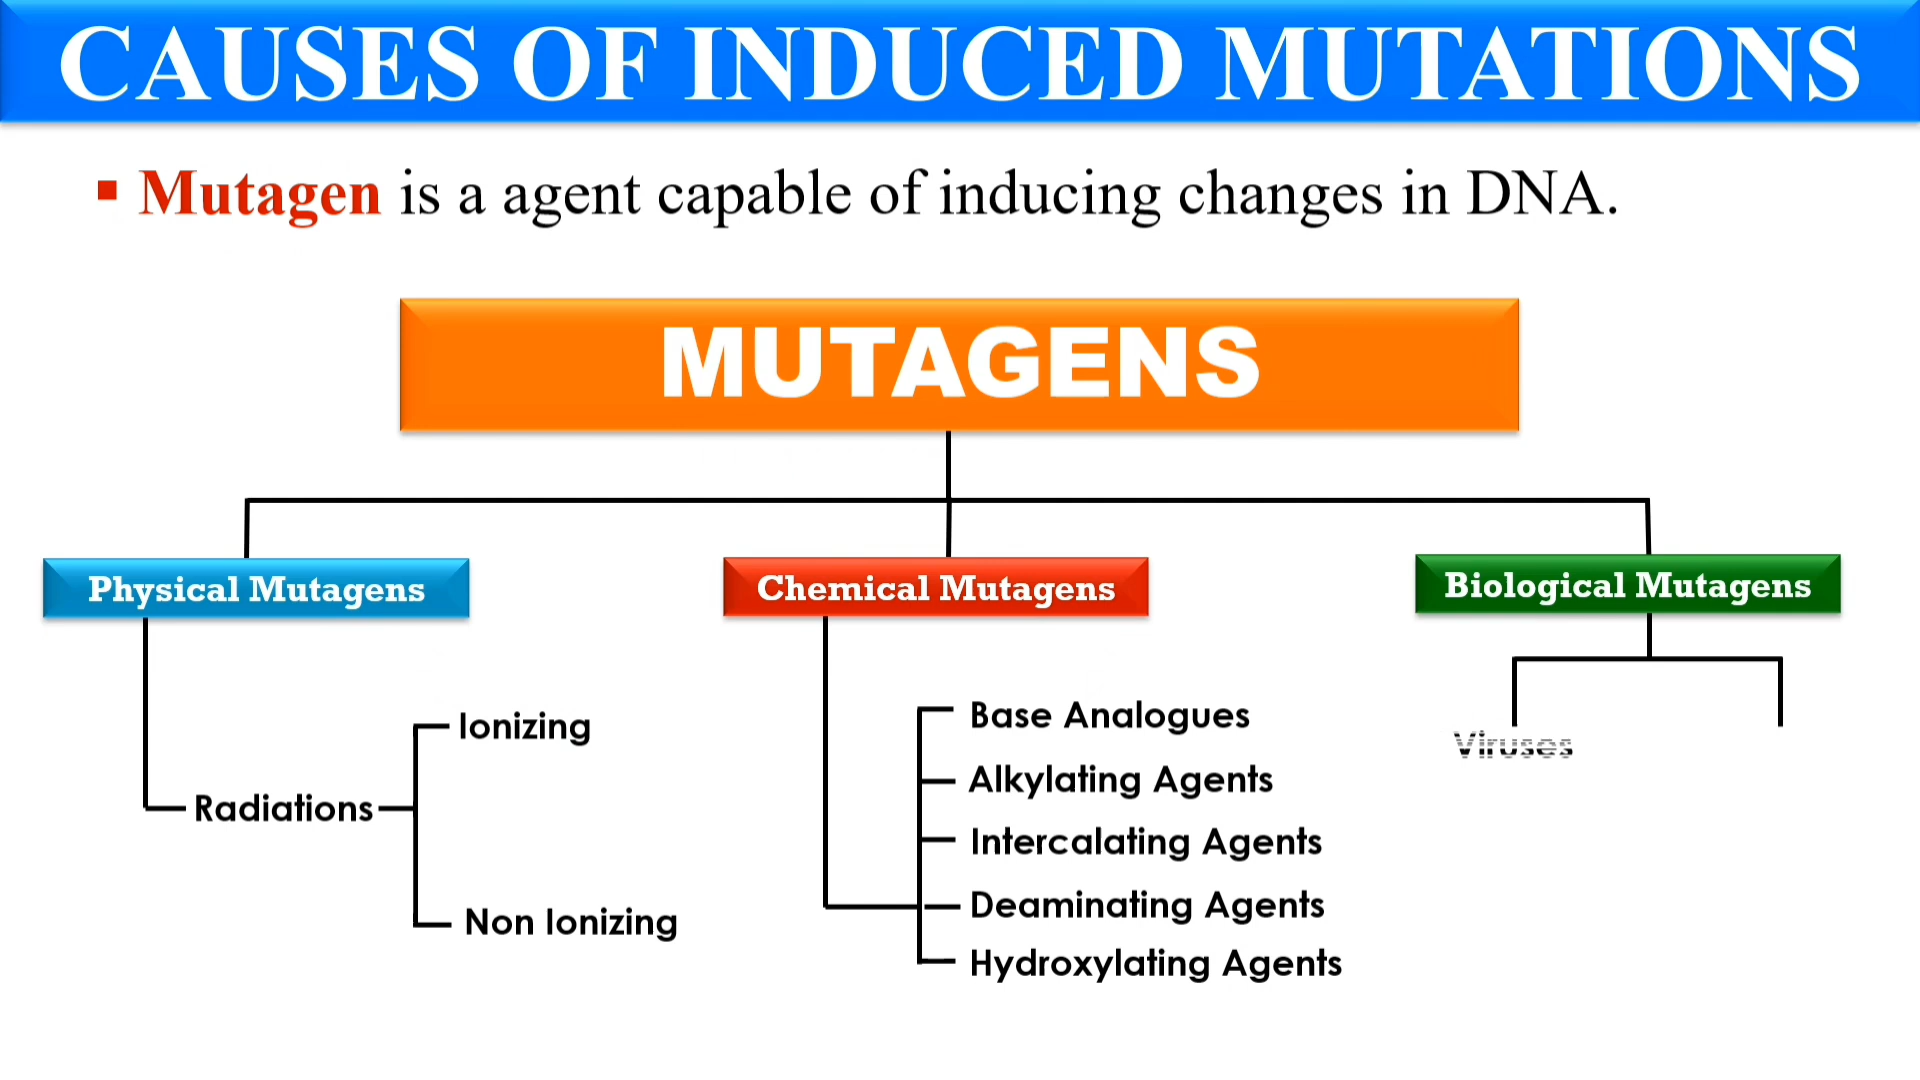 CAUSES OF INDUCED MUTATIONS
▪ Mutagen is a agent capable of inducing changes in DNA.
MUTAGENS
Physical Mutagens
Chemical Mutagens
Biological Mutagens
Ionizing
Radiations
Non Ionizing
Base Analogues
Alkylating Agents
Intercalating Agents
Deaminating Agents
Hydroxylating Agents
Viruses